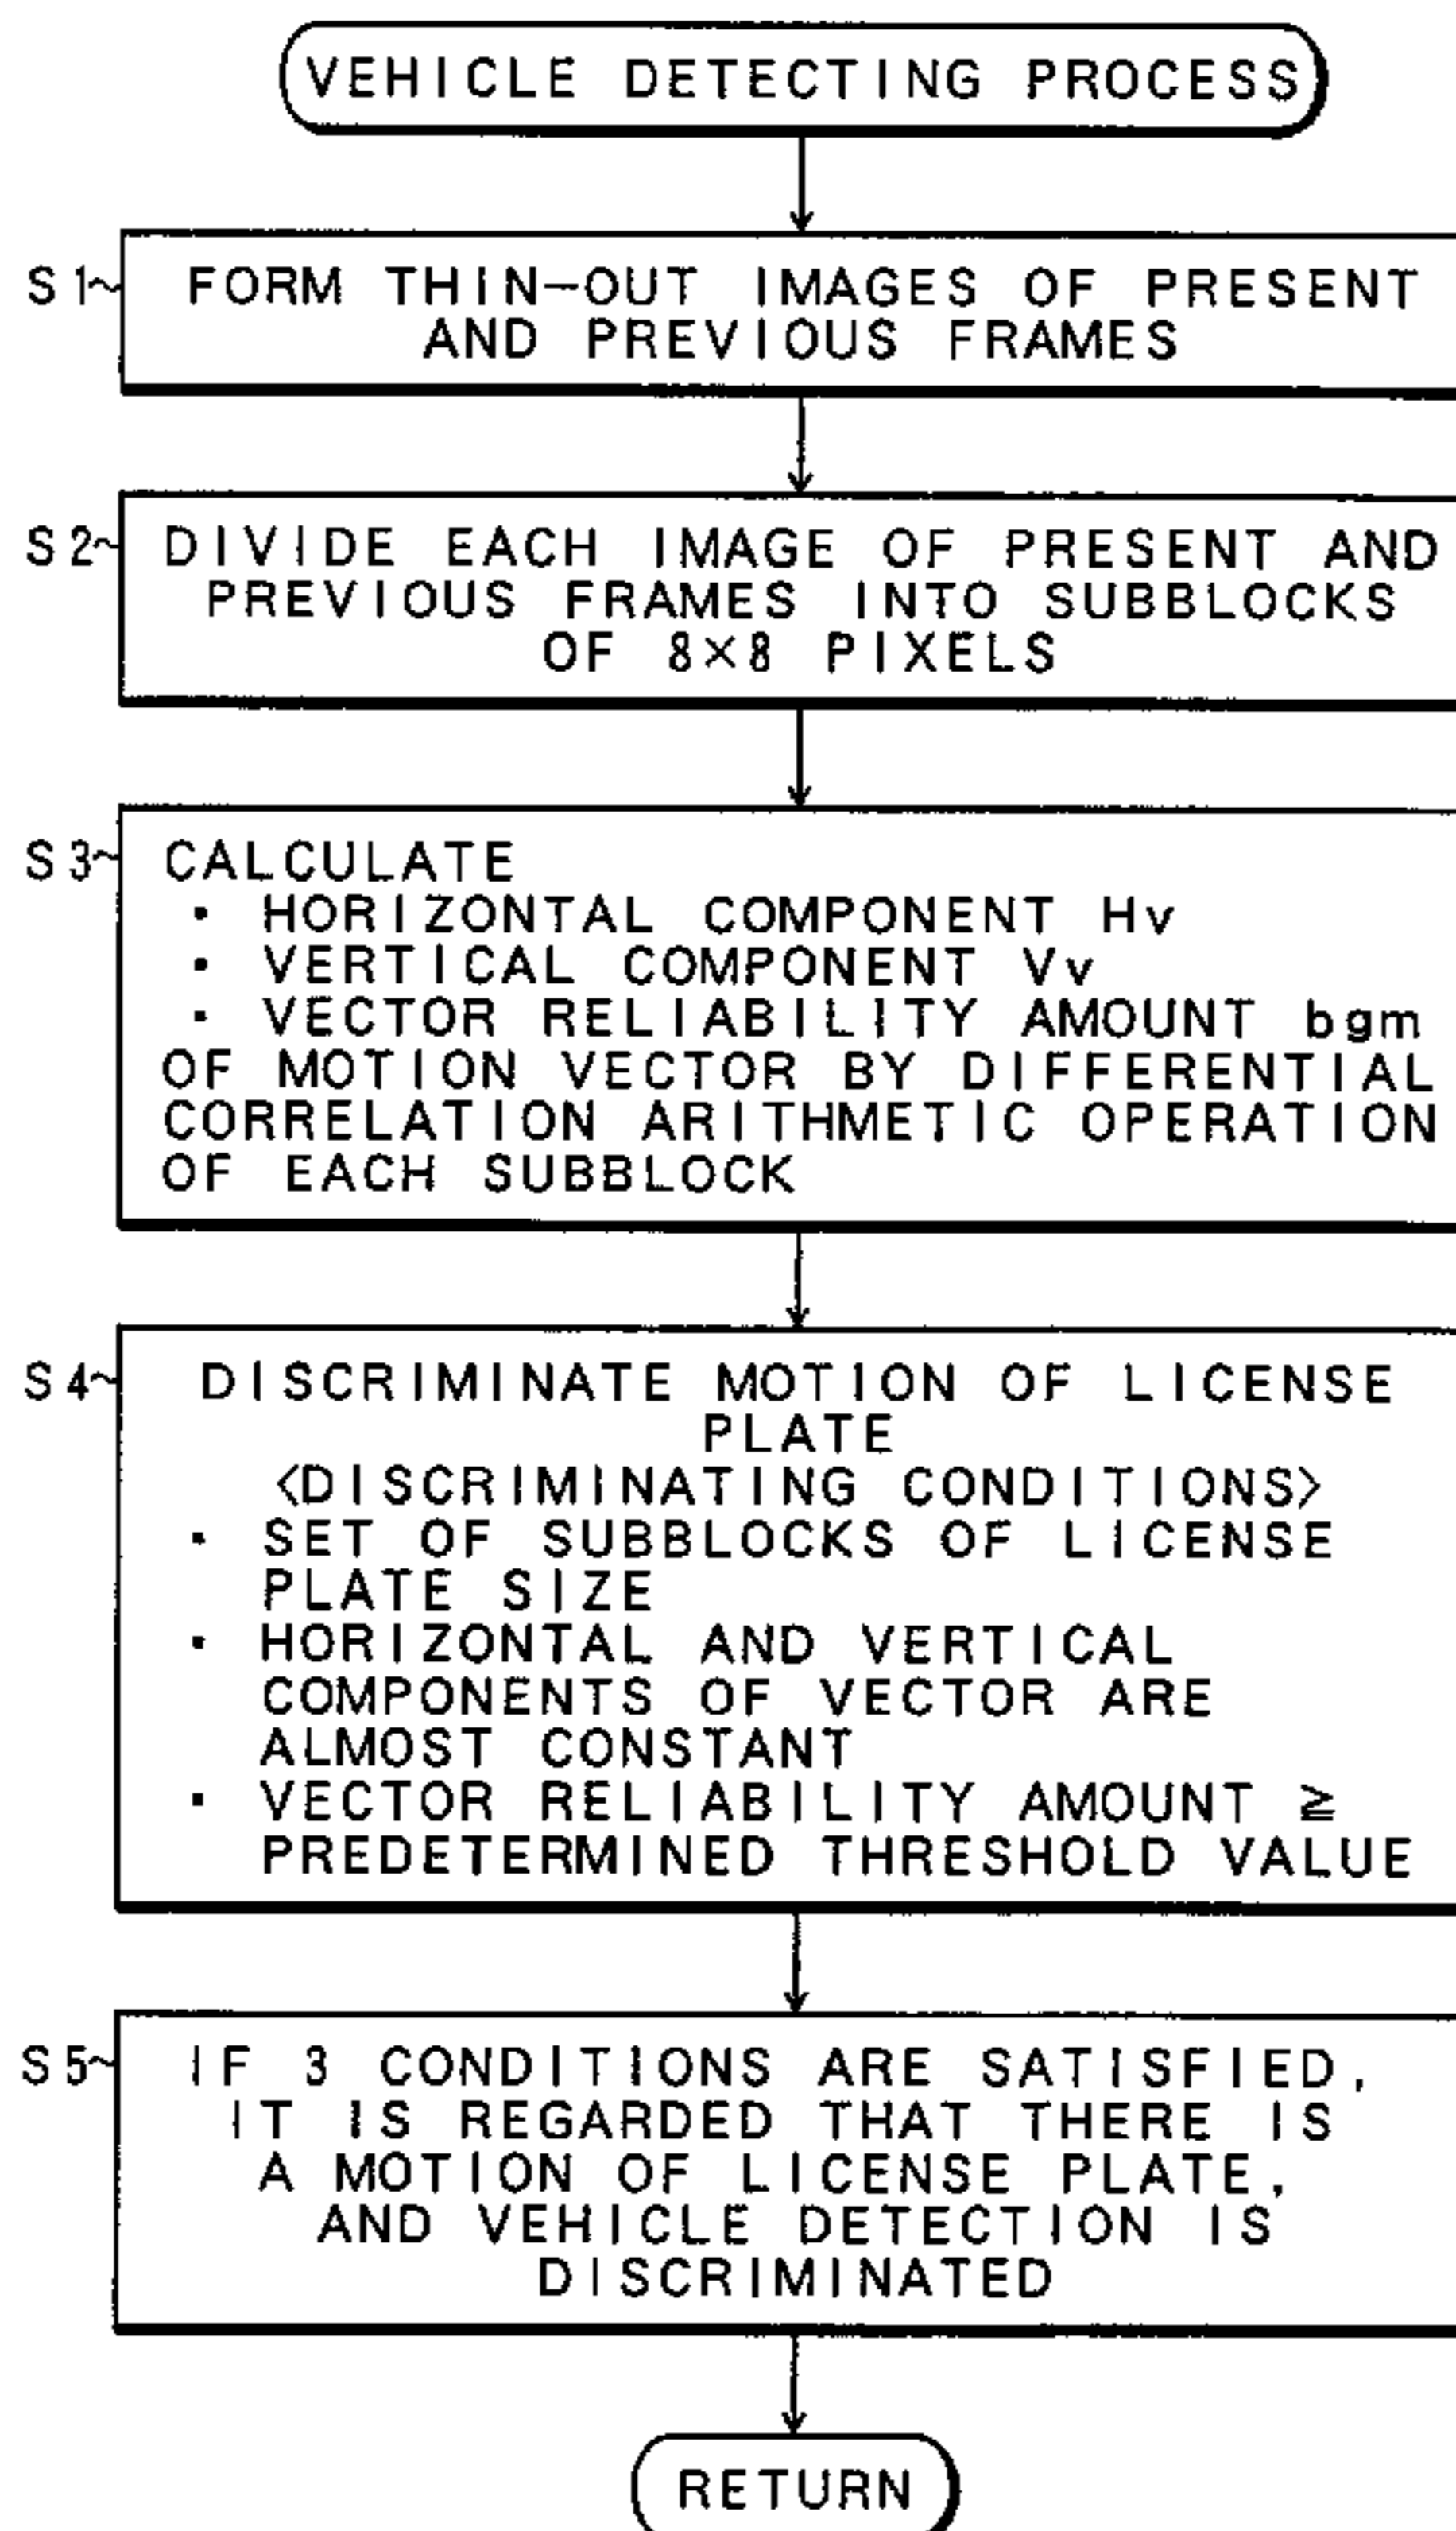 VEHICLE DETECTING PROCESS
S1 FORM THIN-OUT IMAGES OF PRESENT
AND PREVIOUS FRAMES
S2 DIVIDE EACH IMAGE OF PRESENT AND
PREVIOUS FRAMES INTO SUBBLOCKS
OF 8×8 PIXELS
S3 CALCULATE
· HORIZONTAL COMPONENT Hv
· VERTICAL COMPONENT Vv
· VECTOR RELIABILITY AMOUNT bgm
OF MOTION VECTOR BY DIFFERENTIAL
CORRELATION ARITHMETIC OPERATION
OF EACH SUBBLOCK
S4 DISCRIMINATE MOTION OF LICENSE
PLATE
<DISCRIMINATING CONDITIONS>
· SET OF SUBBLOCKS OF LICENSE
PLATE SIZE
· HORIZONTAL AND VERTICAL
COMPONENTS OF VECTOR ARE
ALMOST CONSTANT
· VECTOR RELIABILITY AMOUNT ≧
PREDETERMINED THRESHOLD VALUE
S5 IF 3 CONDITIONS ARE SATISFIED,
IT IS REGARDED THAT THERE IS
A MOTION OF LICENSE PLATE,
AND VEHICLE DETECTION IS
DISCRIMINATED
RETURN